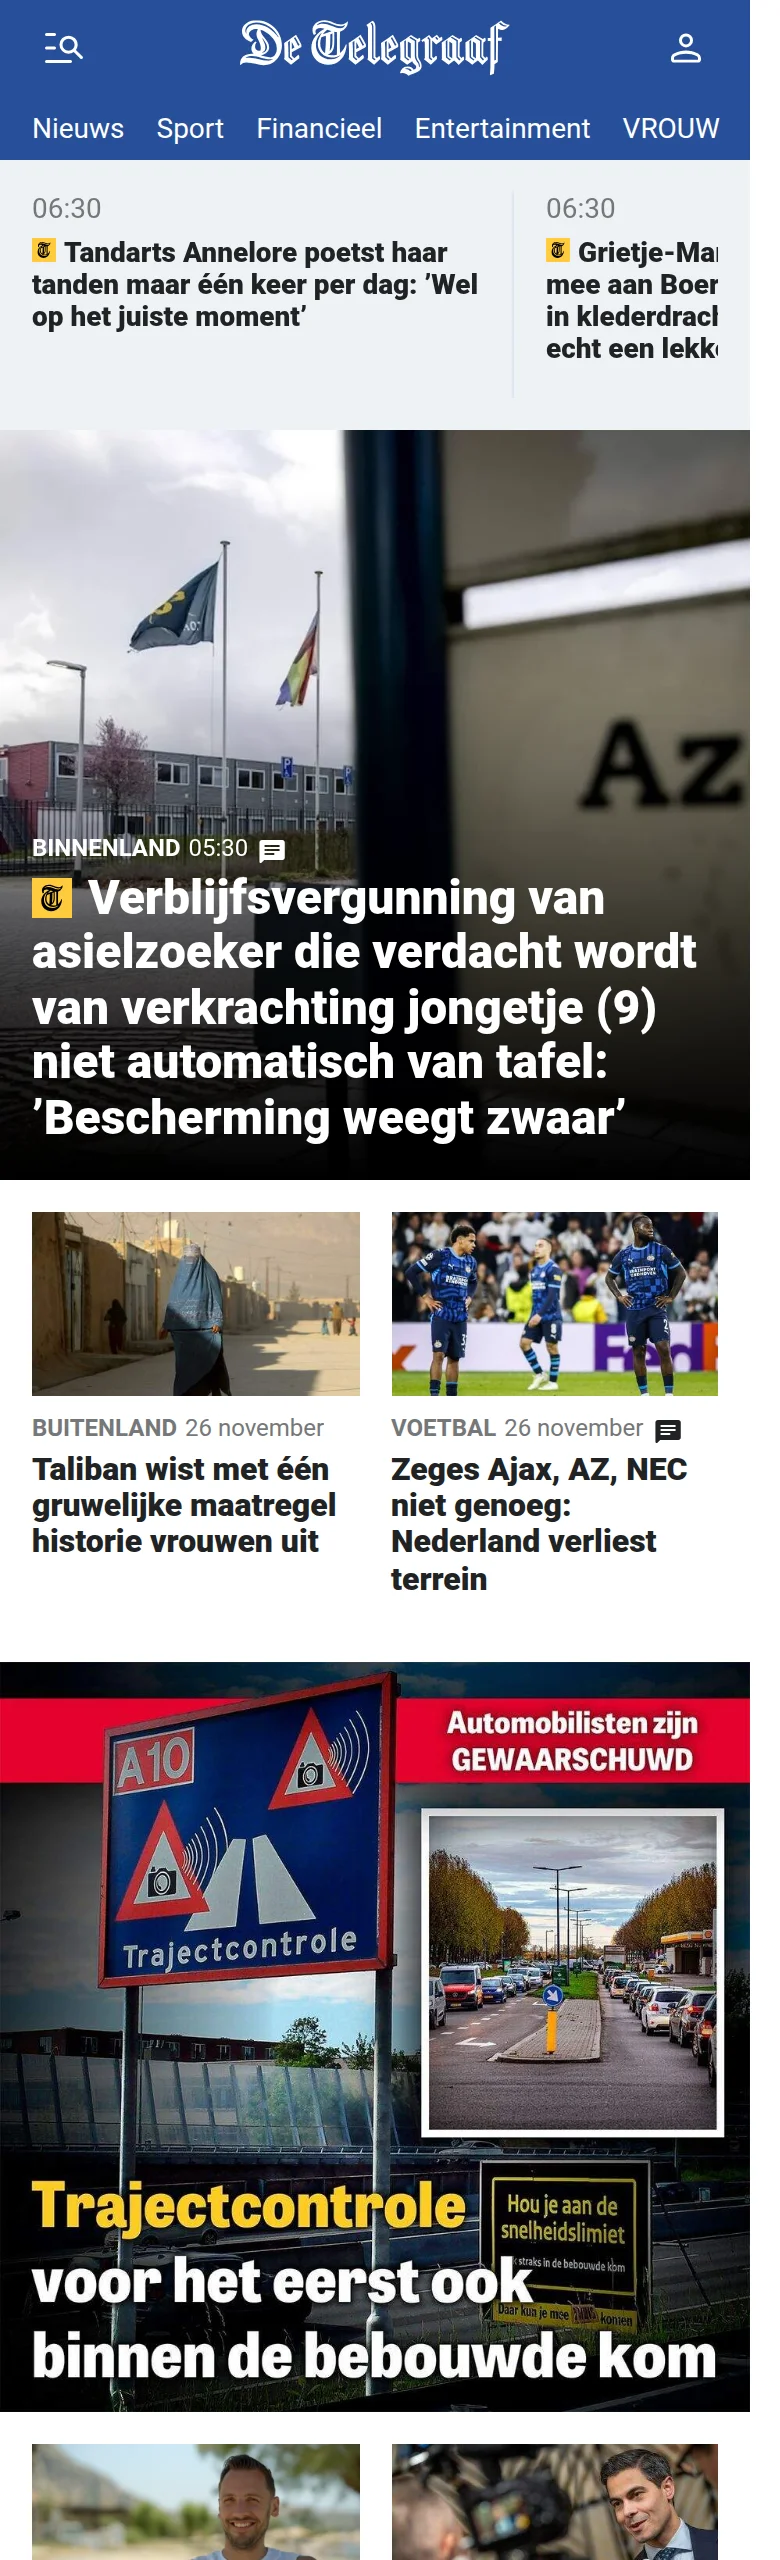 De Telegraaf
Nieuws Sport Financieel Entertainment VROUW
06:30
Tandarts Annelore poetst haar
tanden maar één keer per dag: ’Wel
op het juiste moment’
06:30
mee aan
in
echt een
Az
BINNENLAND 05:30
Verblijfsvergunning van
asielzoeker die verdacht wordt
van verkrachting jongetje (9)
niet automatisch van tafel:
’Bescherming weegt zwaar’
BUITENLAND 26 november
Taliban wist met één
gruwelijke maatregel
historie vrouwen uit
VOETBAL 26 november
Zeges Ajax, AZ, NEC
niet genoeg:
Nederland verliest
terrein
Automobilisten zijn
GEWAARSCHUWD
A10
Trajectcontrole
Hou je aan de
snelheidslimiet
straks in de bebouwde kom
Daar kun je mee komen
Trajectcontrole
voor het eerst ook
binnen de bebouwde kom